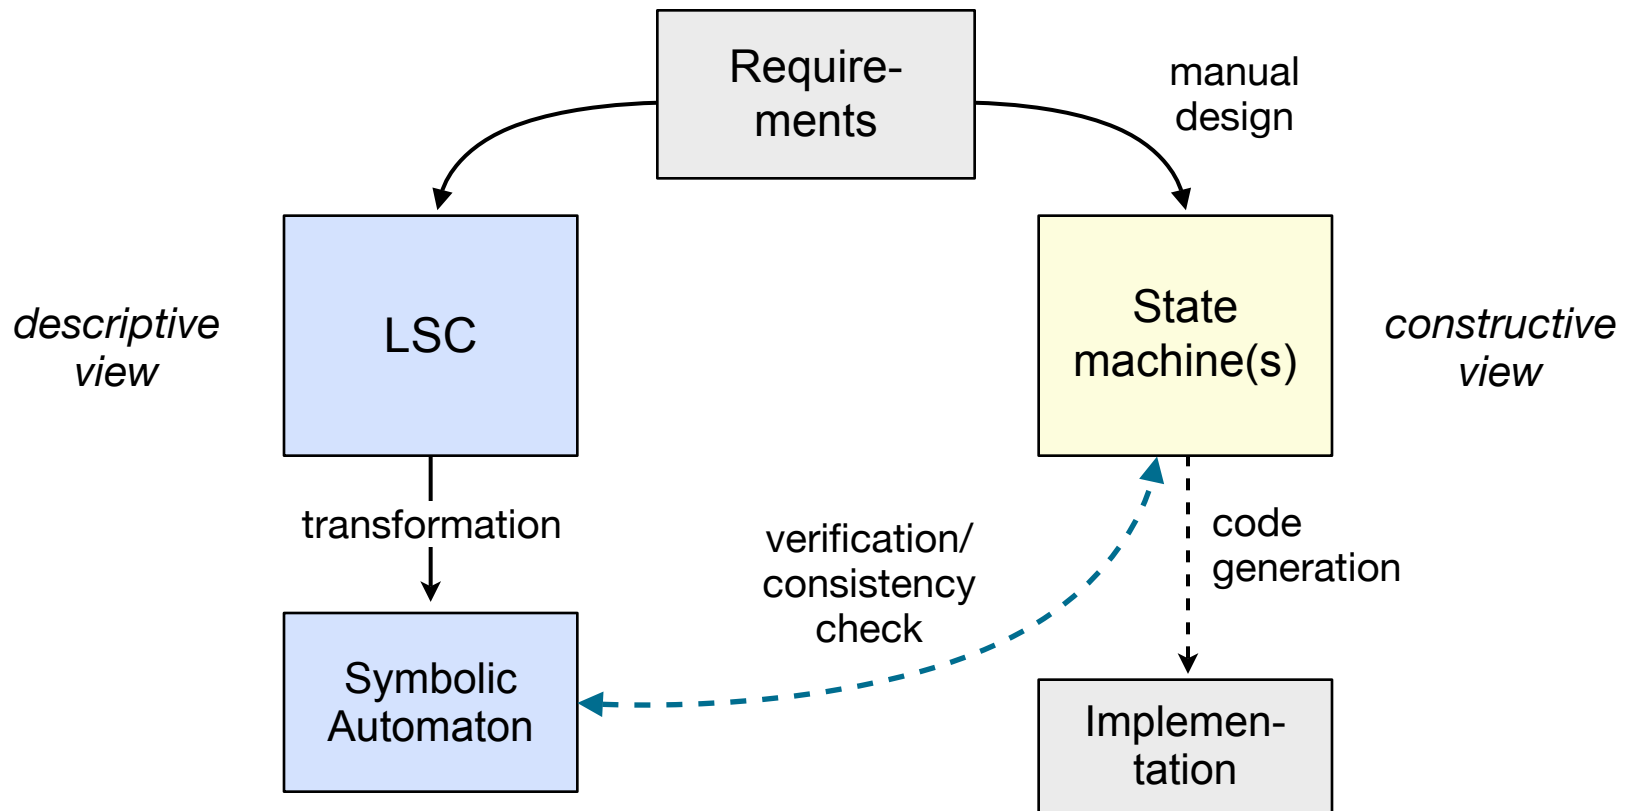 Require-
ments
manual
design
descriptive
view
LSC
State
machine(s)
constructive
view
transformation
verification/
consistency
check
code
generation
Symbolic
Automaton
Implemen-
tation